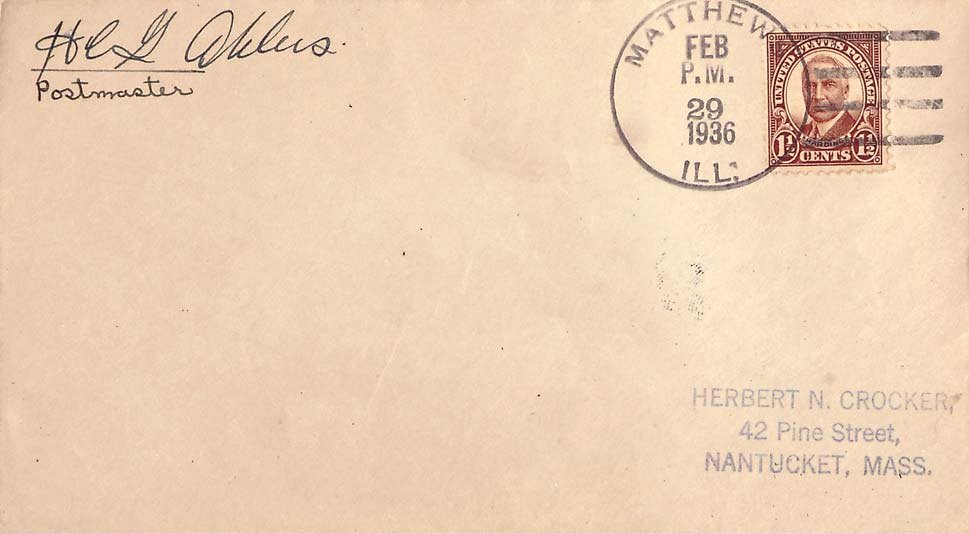 Postmaster
MATTHEW
FEB
P.M.
29
1936
ILL.
UNITED STATES POSTAGE
HARDING
1½ CENTS 1½
HERBERT N. CROCKER,
42 Pine Street,
NANTUCKET, MASS.